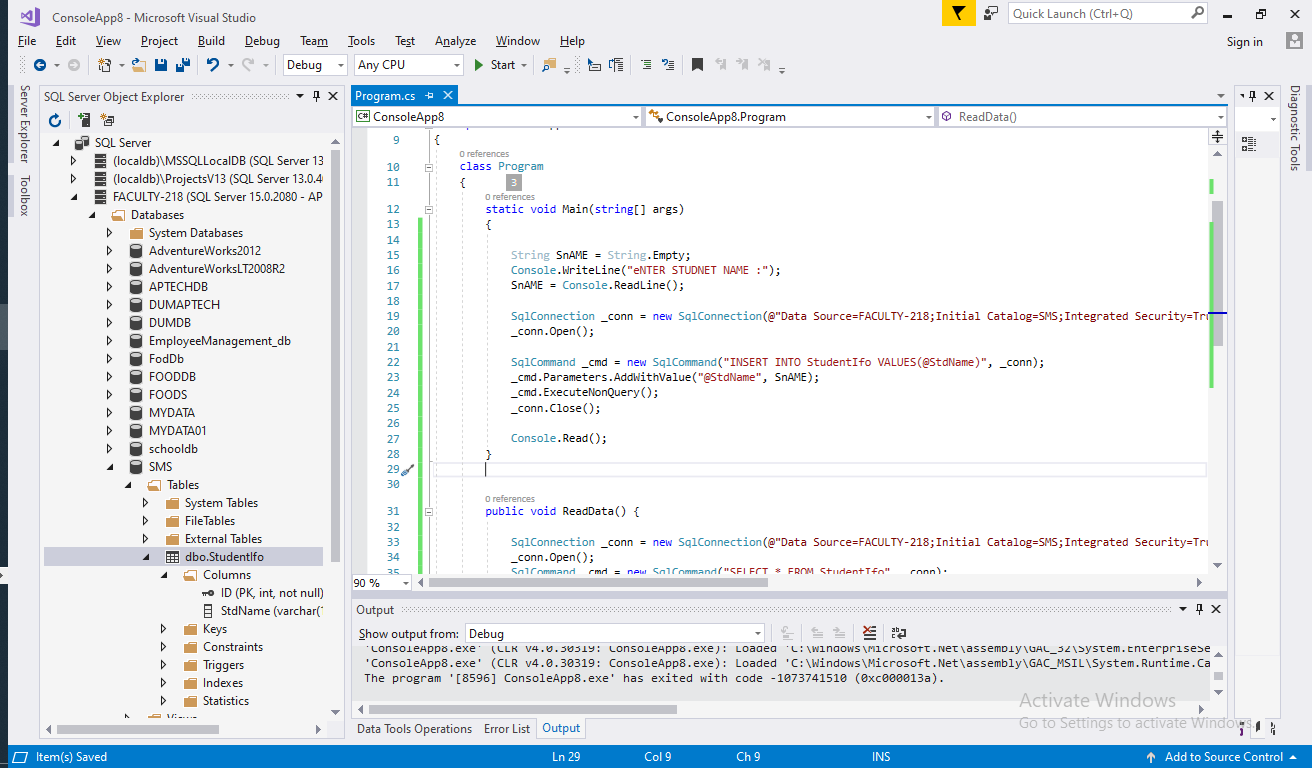 ConsoleApp8 - Microsoft Visual Studio
Quick Launch (Ctrl+Q)
File Edit View Project Build Debug Team Tools Test Analyze Window Help
Sign in
Debug Any CPU Start
Server Explorer
Toolbox
SQL Server Object Explorer
SQL Server
(localdb)\MSSQLLocalDB (SQL Server 13
(localdb)\ProjectsV13 (SQL Server 13.0.4
FACULTY-218 (SQL Server 15.0.2080 - AP
Databases
System Databases
AdventureWorks2012
AdventureWorksLT2008R2
APTECHDB
DUMAPTECH
DUMDB
EmployeeManagement_db
FodDb
FOODDB
FOODS
MYDATA
MYDATA01
schooldb
SMS
Tables
System Tables
FileTables
External Tables
dbo.StudentIfo
Columns
ID (PK, int, not null)
StdName (varchar(
Keys
Constraints
Triggers
Indexes
Statistics
Views
Program.cs
C# ConsoleApp8 ConsoleApp8.Program ReadData()
9 {
0 references
10 class Program
11 {
3
0 references
12 static void Main(string[] args)
13 {
14
15 String SnAME = String.Empty;
16 Console.WriteLine("eNTER STUDNET NAME :");
17 SnAME = Console.ReadLine();
18
19 SqlConnection _conn = new SqlConnection(@"Data Source=FACULTY-218;Initial Catalog=SMS;Integrated Security=Tru
20 _conn.Open();
21
22 SqlCommand _cmd = new SqlCommand("INSERT INTO StudentIfo VALUES(@StdName)", _conn);
23 _cmd.Parameters.AddWithValue("@StdName", SnAME);
24 _cmd.ExecuteNonQuery();
25 _conn.Close();
26
27 Console.Read();
28 }
29
30
0 references
31 public void ReadData() {
32
33 SqlConnection _conn = new SqlConnection(@"Data Source=FACULTY-218;Initial Catalog=SMS;Integrated Security=Tru
34 _conn.Open();
35 SqlCommand _cmd = new SqlCommand("SELECT * FROM StudentIfo", _conn);
90 %
Output
Show output from: Debug
'ConsoleApp8.exe' (CLR v4.0.30319: ConsoleApp8.exe): Loaded 'C:\Windows\Microsoft.Net\assembly\GAC_32\System.EnterpriseSe
'ConsoleApp8.exe' (CLR v4.0.30319: ConsoleApp8.exe): Loaded 'C:\Windows\Microsoft.Net\assembly\GAC_MSIL\System.Runtime.Ca
The program '[8596] ConsoleApp8.exe' has exited with code -1073741510 (0xc000013a).
Data Tools Operations Error List Output
Diagnostic Tools
Activate Windows
Go to Settings to activate Windows.
Item(s) Saved Ln 29 Col 9 Ch 9 INS Add to Source Control